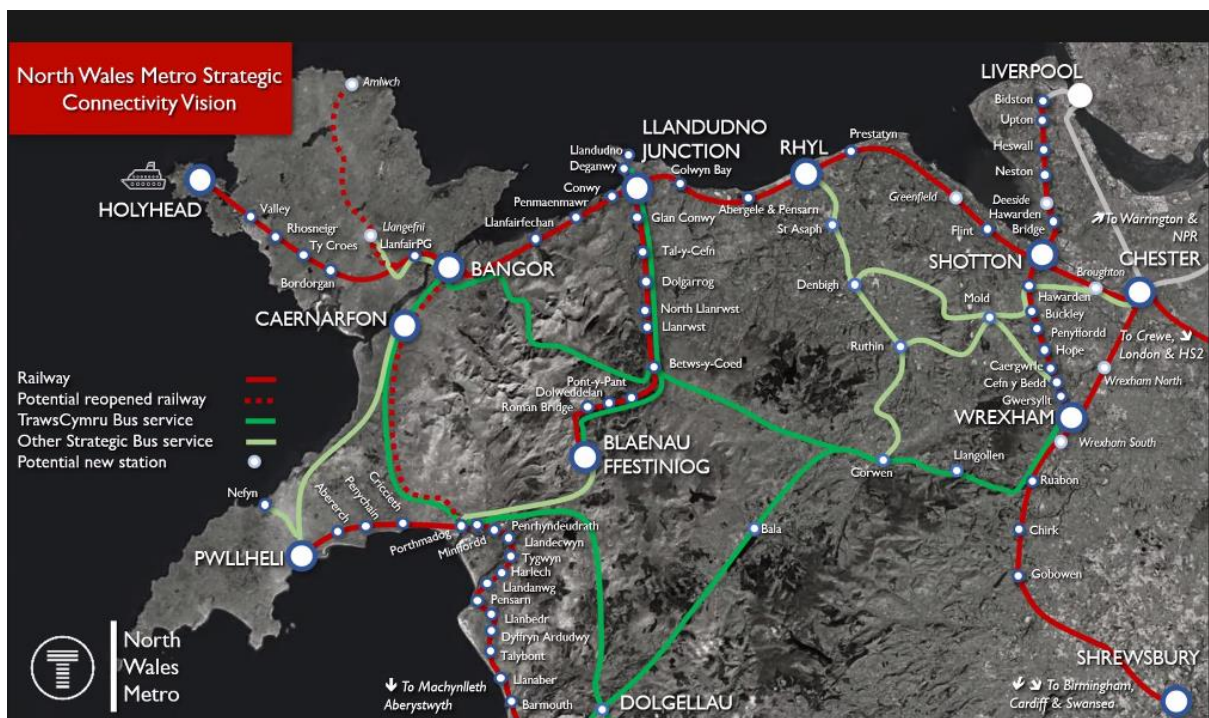 North Wales Metro Strategic
Connectivity Vision
Amlwch
HOLYHEAD
Valley
Rhosneigr
Ty Croes
Bordorgan
Llangefni
LlanfairPG
BANGOR
CAERNARFON
Llanfairfechan
Penmaenmawr
Conwy
Deganwy
Llandudno
LLANDUDNO
JUNCTION
Colwyn Bay
Abergele & Pensarn
RHYL
Prestatyn
Greenfield
Flint
SHOTTON
LIVERPOOL
Bidston
Upton
Heswall
Neston
Deeside
Hawarden
Bridge
To Warrington &
NPR
CHESTER
Broughton
To Crewe,
London & HS2
Glan Conwy
Tal-y-Cefn
Dolgarrog
North Llanrwst
Llanrwst
Betws-y-Coed
Pont-y-Pant
Dolweddelan
Roman Bridge
BLAENAU
FFESTINIOG
St Asaph
Denbigh
Ruthin
Mold
Corwen
Llangollen
Bala
Hawarden
Buckley
Penyffordd
Hope
Caergwrle
Cefn y Bedd
Gwersyllt
WREXHAM
Wrexham North
Wrexham South
Ruabon
Chirk
Gobowen
SHREWSBURY
To Birmingham,
Cardiff & Swansea
Railway
Potential reopened railway
TrawsCymru Bus service
Other Strategic Bus service
Potential new station
Nefyn
PWLLHELI
Abererch
Penychain
Criccieth
Porthmadog
Minffordd
Penrhyndeudrath
Llandecwyn
Tygwyn
Harlech
Llandanwg
Pensarn
Llanbedr
Dyffryn Ardudwy
Talybont
Llanaber
Barmouth
To Machynlleth
Aberystwyth
DOLGELLAU
North
Wales
Metro